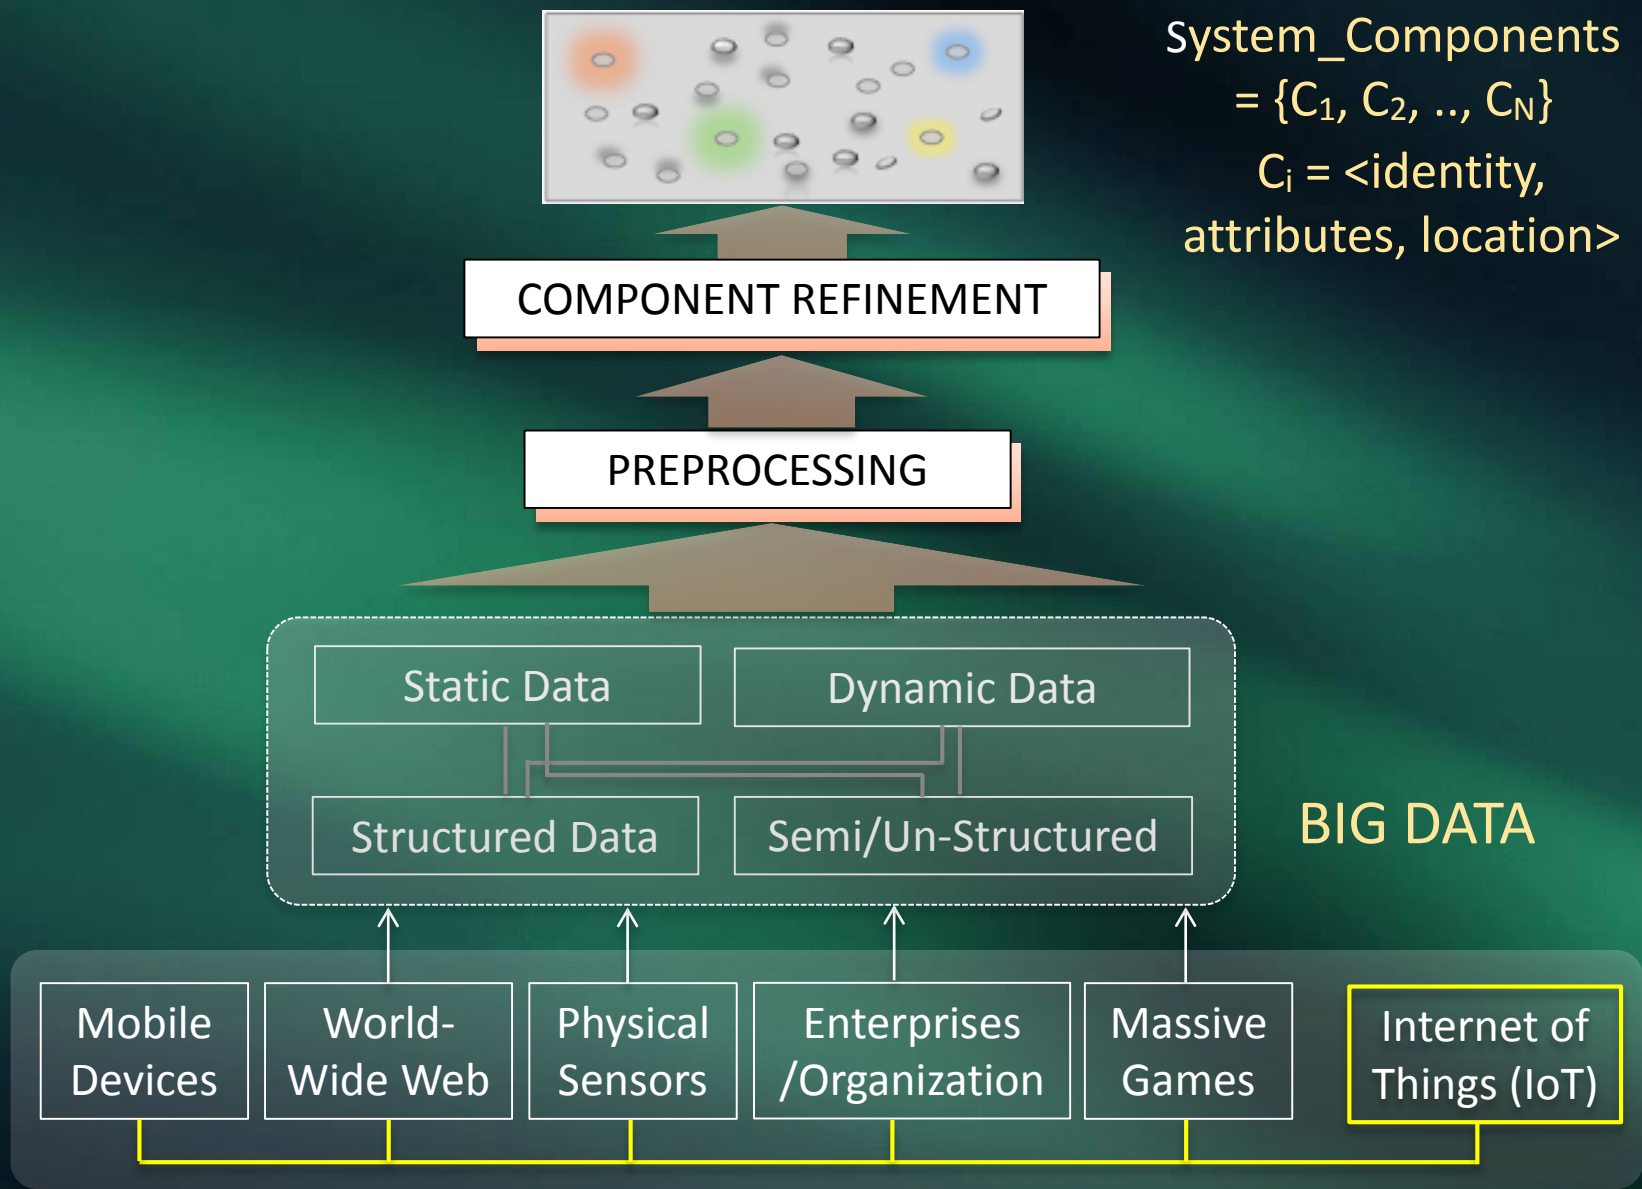 System_Components
= {C₁, C₂, .., C_N}
Cᵢ = <identity,
attributes, location>
COMPONENT REFINEMENT
PREPROCESSING
Static Data
Dynamic Data
Structured Data
Semi/Un-Structured
BIG DATA
Mobile
Devices
World-
Wide Web
Physical
Sensors
Enterprises
/Organization
Massive
Games
Internet of
Things (IoT)